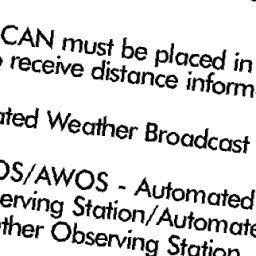 CAN must be placed in
receive distance inform
ated Weather Broadcast
OS/AWOS - Automated
erving Station/Automate
ther Observing Station